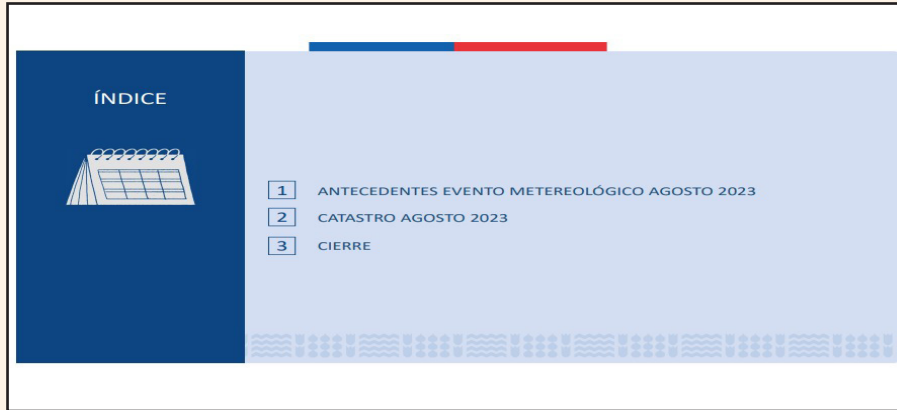 ÍNDICE
1 ANTECEDENTES EVENTO METEREOLÓGICO AGOSTO 2023
2 CATASTRO AGOSTO 2023
3 CIERRE